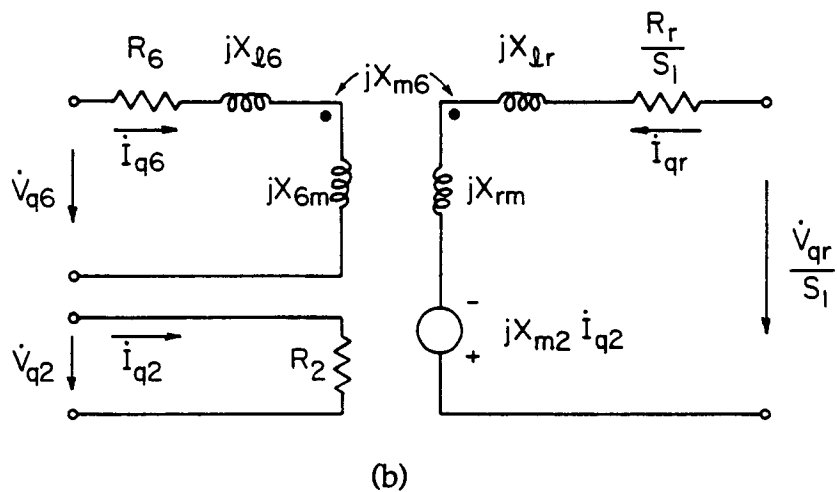 R6 jXℓ6 jXm6 jXℓr Rr/S1
İq6 İqr
V̇q6 jX6m jXrm V̇qr/S1
V̇q2 İq2 R2 - + jXm2 İq2
(b)